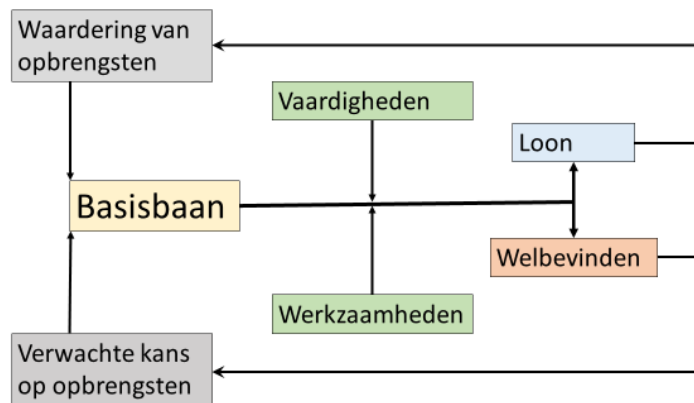 Waardering van
opbrengsten
Vaardigheden
Loon
Basisbaan
Welbevinden
Werkzaamheden
Verwachte kans
op opbrengsten